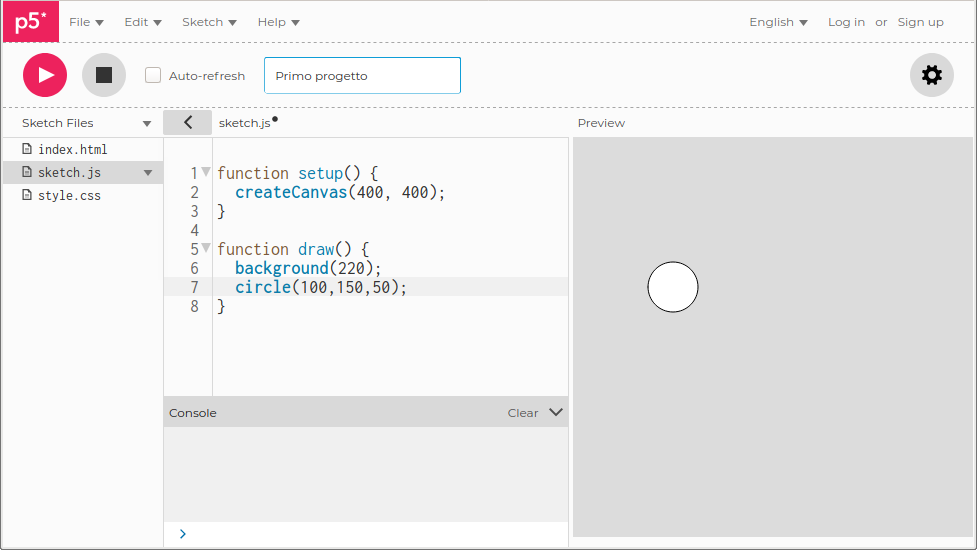 p5* File Edit Sketch Help English Log in or Sign up
Auto-refresh Primo progetto
Sketch Files sketch.js Preview
index.html
sketch.js
style.css
1 function setup() {
2 createCanvas(400, 400);
3 }
4
5 function draw() {
6 background(220);
7 circle(100,150,50);
8 }
Console Clear
>